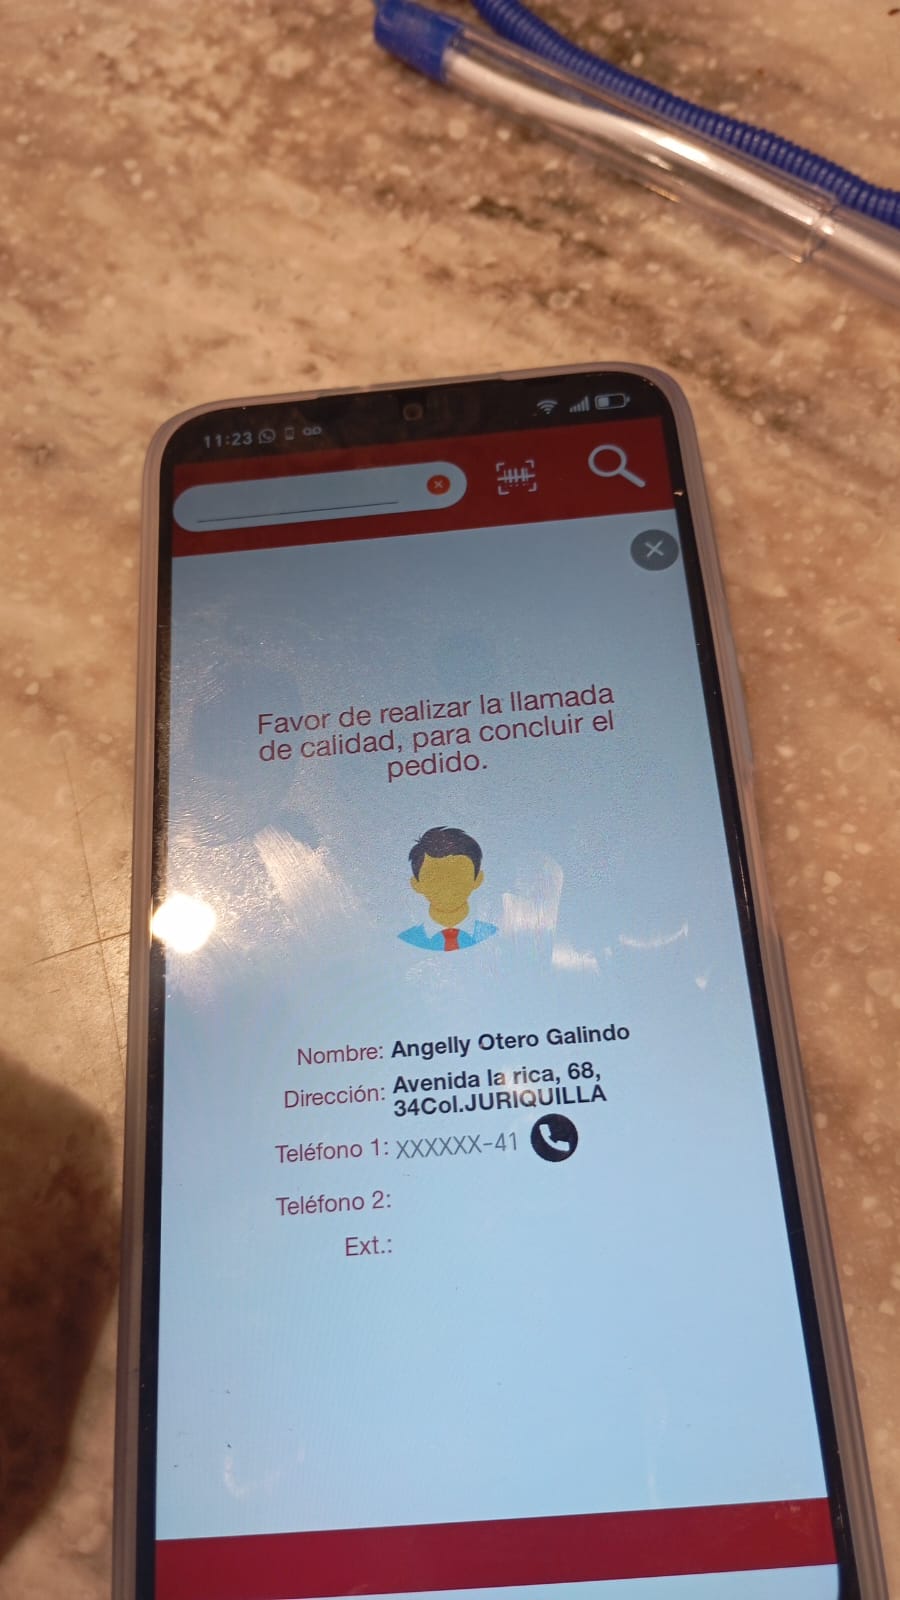 11:23
Favor de realizar la llamada
de calidad, para concluir el
pedido.
Nombre: Angelly Otero Galindo
Dirección: Avenida la rica, 68,
34Col.JURIQUILLA
Teléfono 1: XXXXXX-41
Teléfono 2:
Ext.: